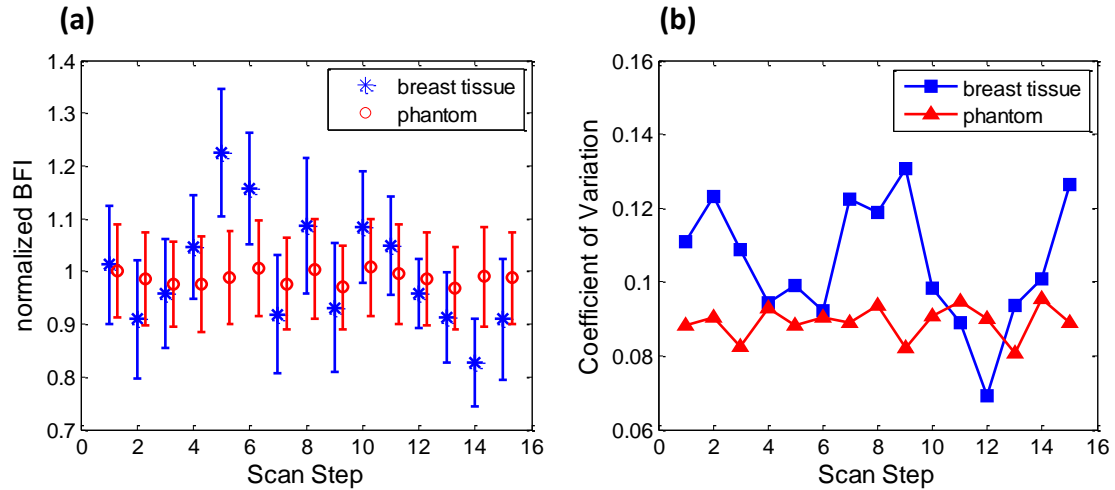 (a)
normalized BFI
1.4
1.3
1.2
1.1
1
0.9
0.8
0.7
0 2 4 6 8 10 12 14 16
Scan Step
breast tissue
phantom
(b)
Coefficient of Variation
0.16
0.14
0.12
0.1
0.08
0.06
0 2 4 6 8 10 12 14 16
Scan Step
breast tissue
phantom